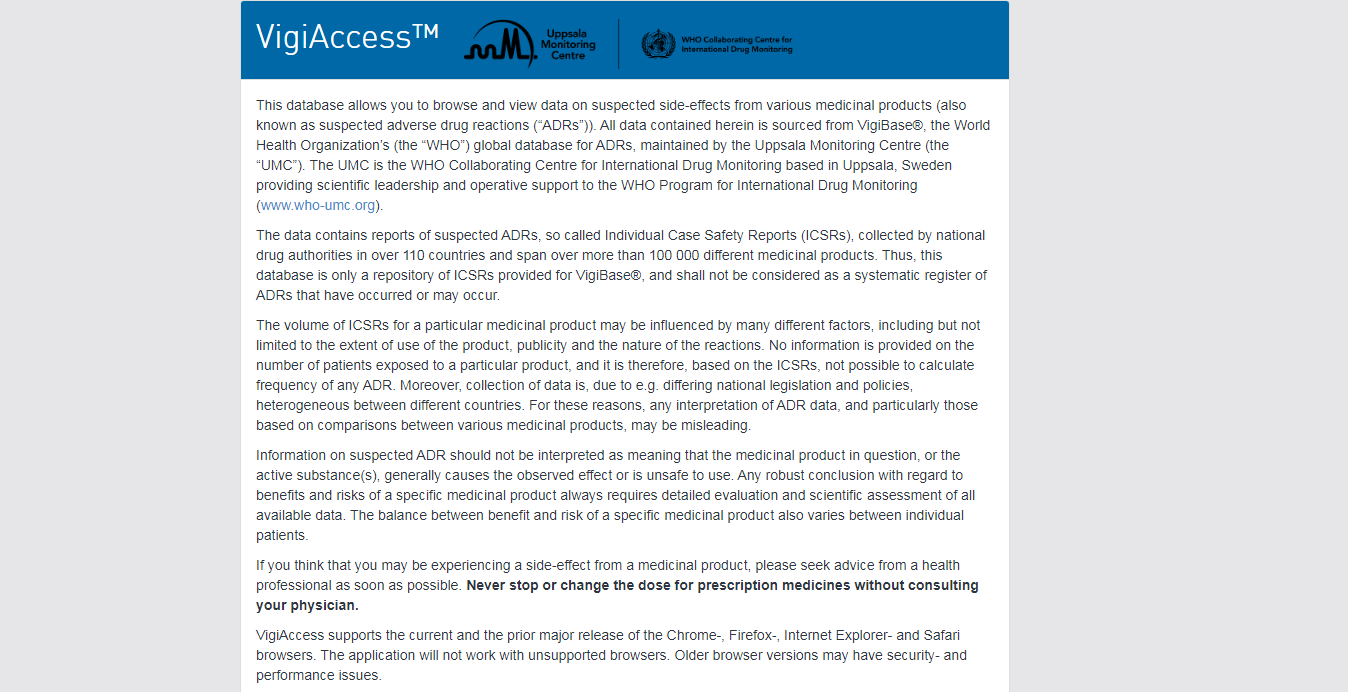 VigiAccess™
Uppsala
Monitoring
Centre
WHO Collaborating Centre for
International Drug Monitoring
This database allows you to browse and view data on suspected side-effects from various medicinal products (also
known as suspected adverse drug reactions (“ADRs”)). All data contained herein is sourced from VigiBase®, the World
Health Organization’s (the “WHO”) global database for ADRs, maintained by the Uppsala Monitoring Centre (the
“UMC”). The UMC is the WHO Collaborating Centre for International Drug Monitoring based in Uppsala, Sweden
providing scientific leadership and operative support to the WHO Program for International Drug Monitoring
(www.who-umc.org).
The data contains reports of suspected ADRs, so called Individual Case Safety Reports (ICSRs), collected by national
drug authorities in over 110 countries and span over more than 100 000 different medicinal products. Thus, this
database is only a repository of ICSRs provided for VigiBase®, and shall not be considered as a systematic register of
ADRs that have occurred or may occur.
The volume of ICSRs for a particular medicinal product may be influenced by many different factors, including but not
limited to the extent of use of the product, publicity and the nature of the reactions. No information is provided on the
number of patients exposed to a particular product, and it is therefore, based on the ICSRs, not possible to calculate
frequency of any ADR. Moreover, collection of data is, due to e.g. differing national legislation and policies,
heterogeneous between different countries. For these reasons, any interpretation of ADR data, and particularly those
based on comparisons between various medicinal products, may be misleading.
Information on suspected ADR should not be interpreted as meaning that the medicinal product in question, or the
active substance(s), generally causes the observed effect or is unsafe to use. Any robust conclusion with regard to
benefits and risks of a specific medicinal product always requires detailed evaluation and scientific assessment of all
available data. The balance between benefit and risk of a specific medicinal product also varies between individual
patients.
If you think that you may be experiencing a side-effect from a medicinal product, please seek advice from a health
professional as soon as possible. Never stop or change the dose for prescription medicines without consulting
your physician.
VigiAccess supports the current and the prior major release of the Chrome-, Firefox-, Internet Explorer- and Safari
browsers. The application will not work with unsupported browsers. Older browser versions may have security- and
performance issues.